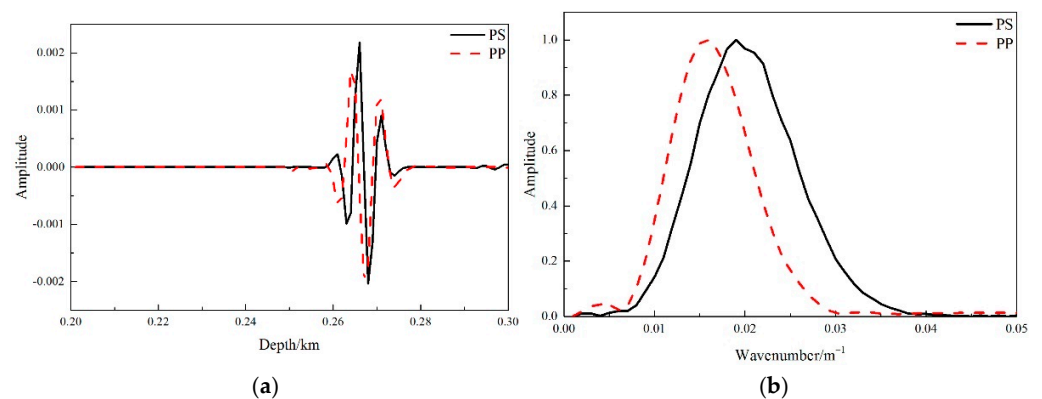 PS
PP
0.002
0.001
0.000
-0.001
-0.002
Amplitude
0.20
0.22
0.24
0.26
0.28
0.30
Depth/km
(a)
PS
PP
1.0
0.8
0.6
0.4
0.2
0.0
Amplitude
0.00
0.01
0.02
0.03
0.04
0.05
Wavenumber/m⁻¹
(b)